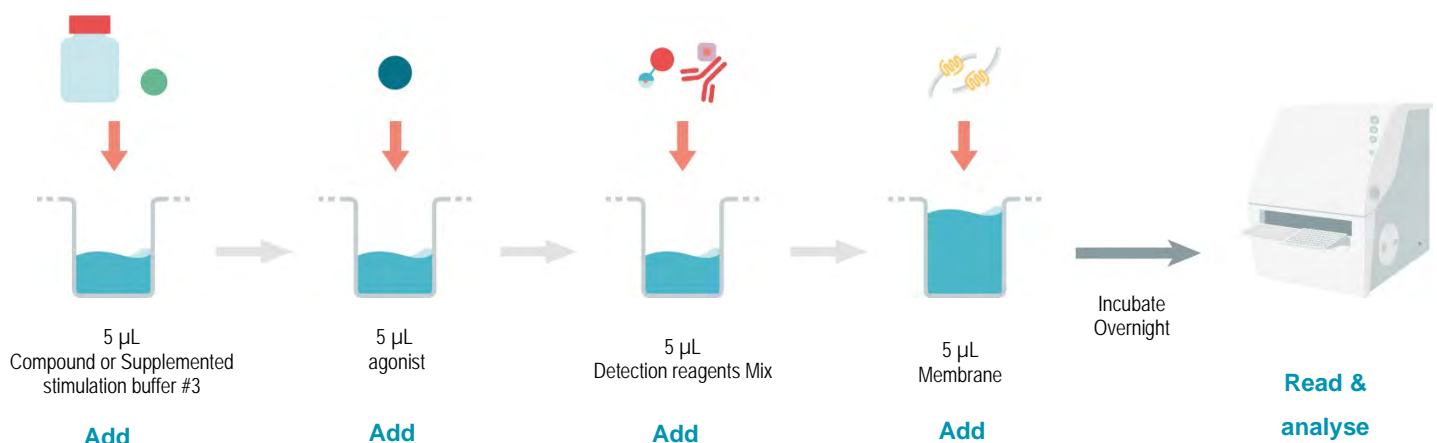 5 µL
Compound or Supplemented
stimulation buffer #3
Add
5 µL
agonist
Add
5 µL
Detection reagents Mix
Add
5 µL
Membrane
Add
Incubate
Overnight
Read &
analyse